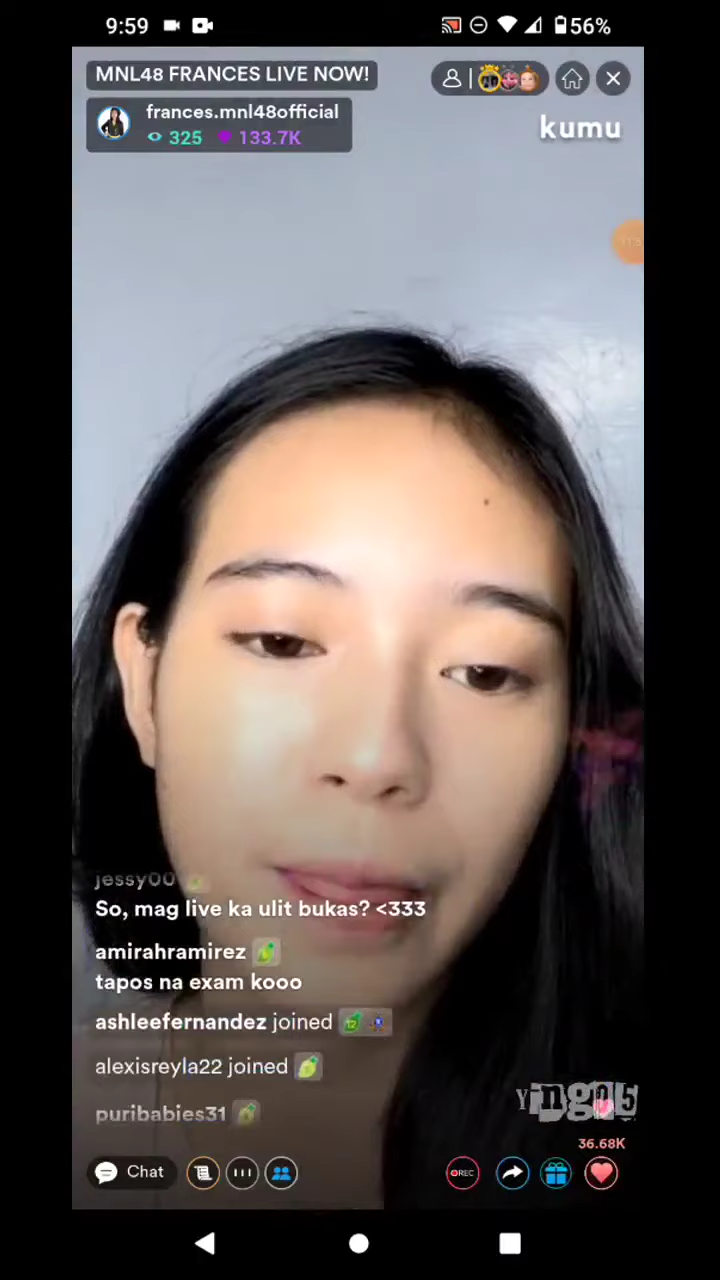 9:59
56%
MNL48 FRANCES LIVE NOW!
frances.mnl48official
325 133.7K
kumu
jessy00
So, mag live ka ulit bukas? <333
amirahramirez
tapos na exam kooo
ashleefernandez joined
alexisreyla22 joined
puribabies31
36.68K
Chat
REC